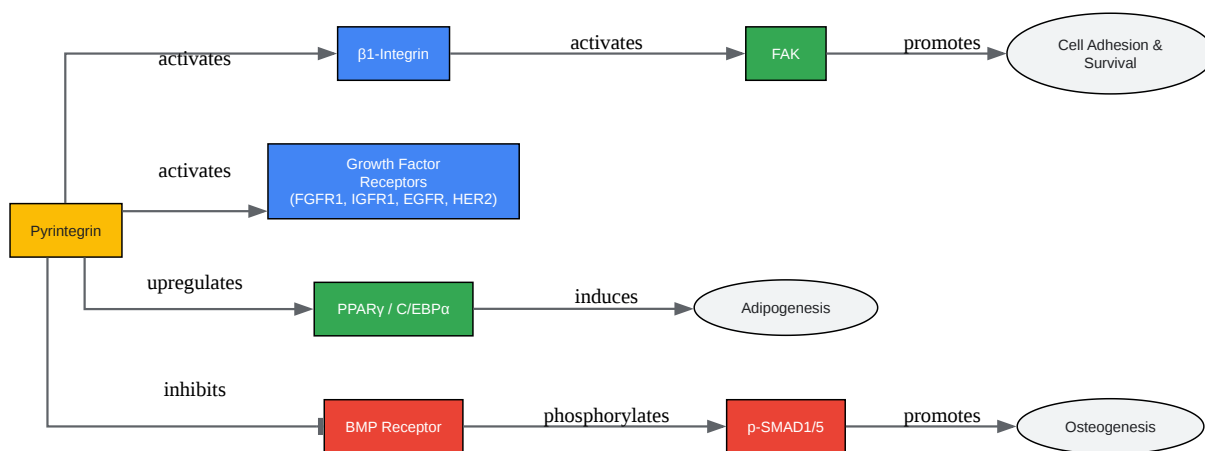 activates
β1-Integrin
activates
FAK
promotes
Cell Adhesion &
Survival
activates
Growth Factor
Receptors
(FGFR1, IGFR1, EGFR, HER2)
Pyrintegrin
upregulates
PPARγ / C/EBPα
induces
Adipogenesis
inhibits
BMP Receptor
phosphorylates
p-SMAD1/5
promotes
Osteogenesis